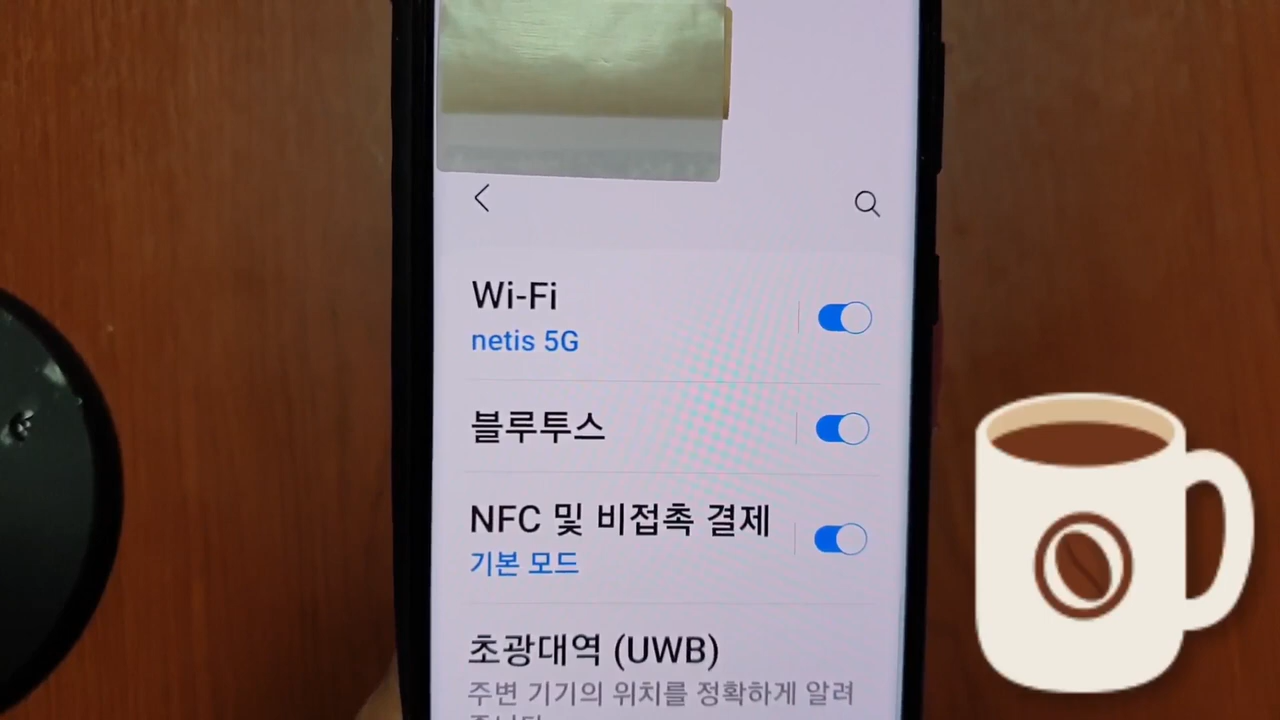 Wi-Fi
netis 5G
블루투스
NFC 및 비접촉 결제
기본 모드
초광대역 (UWB)
주변 기기의 위치를 정확하게 알려